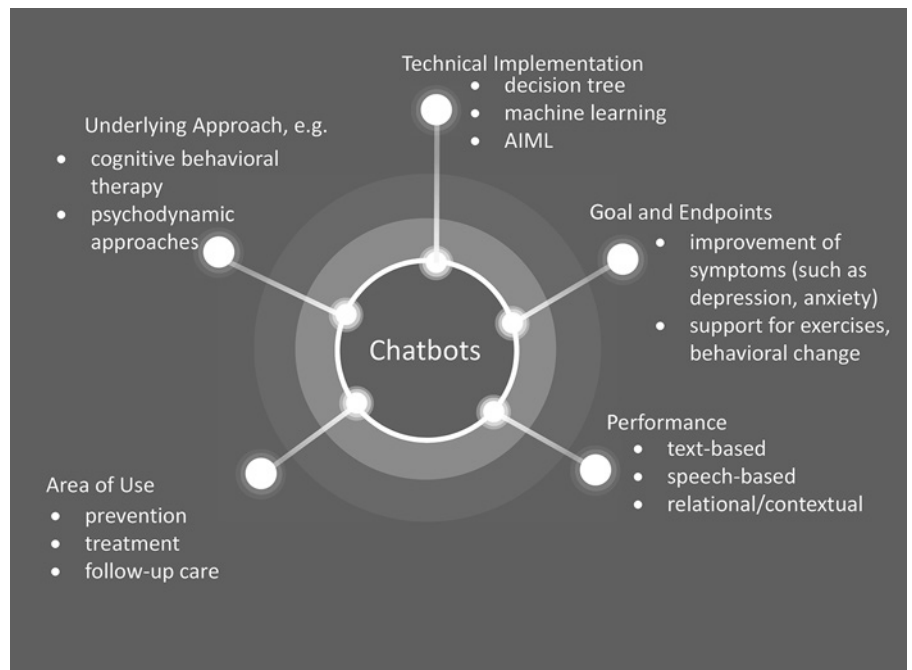 Technical Implementation
• decision tree
• machine learning
• AIML
Underlying Approach, e.g.
• cognitive behavioral
therapy
• psychodynamic
approaches
Goal and Endpoints
• improvement of
symptoms (such as
depression, anxiety)
• support for exercises,
behavioral change
Chatbots
Performance
• text-based
• speech-based
• relational/contextual
Area of Use
• prevention
• treatment
• follow-up care